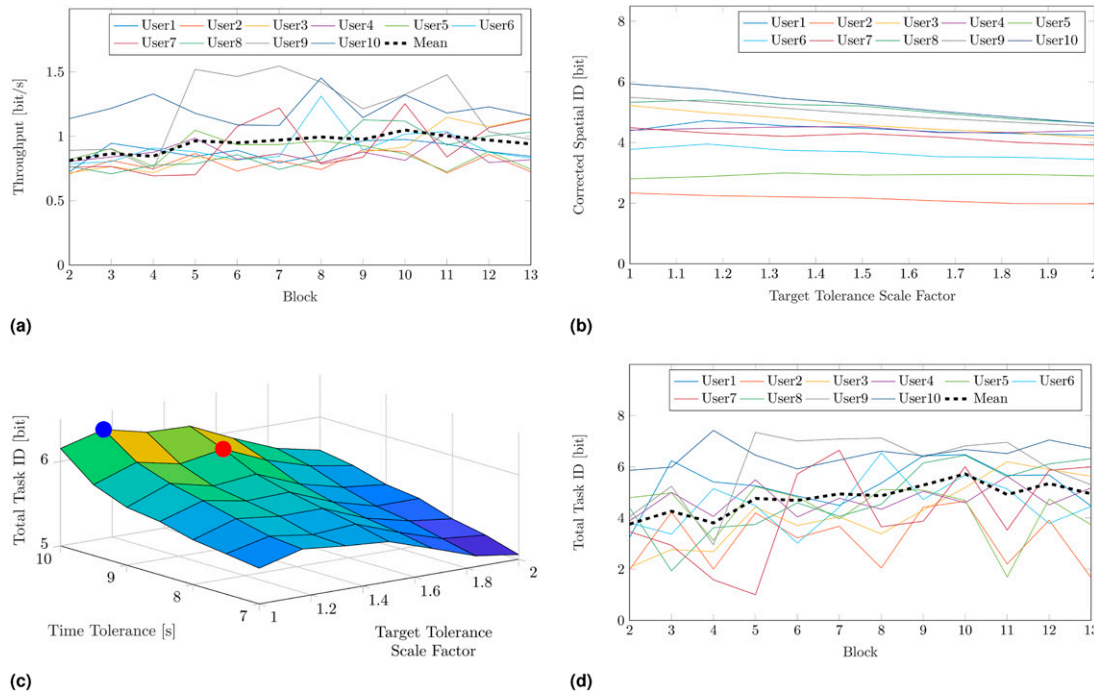 User1 User2 User3 User4 User5 User6
User7 User8 User9 User10 Mean
1.5
1
0.5
0
Throughput [bit/s]
2 3 4 5 6 7 8 9 10 11 12 13
Block
(a)
User1 User2 User3 User4 User5
User6 User7 User8 User9 User10
8
6
4
2
0
Corrected Spatial ID [bit]
1 1.1 1.2 1.3 1.4 1.5 1.6 1.7 1.8 1.9 2
Target Tolerance Scale Factor
(b)
Total Task ID [bit]
6
5
10
9
8
7
Time Tolerance [s]
1
1.2
1.4
1.6
1.8
2
Target Tolerance
Scale Factor
(c)
User1 User2 User3 User4 User5 User6
User7 User8 User9 User10 Mean
8
6
4
2
0
Total Task ID [bit]
2 3 4 5 6 7 8 9 10 11 12 13
Block
(d)